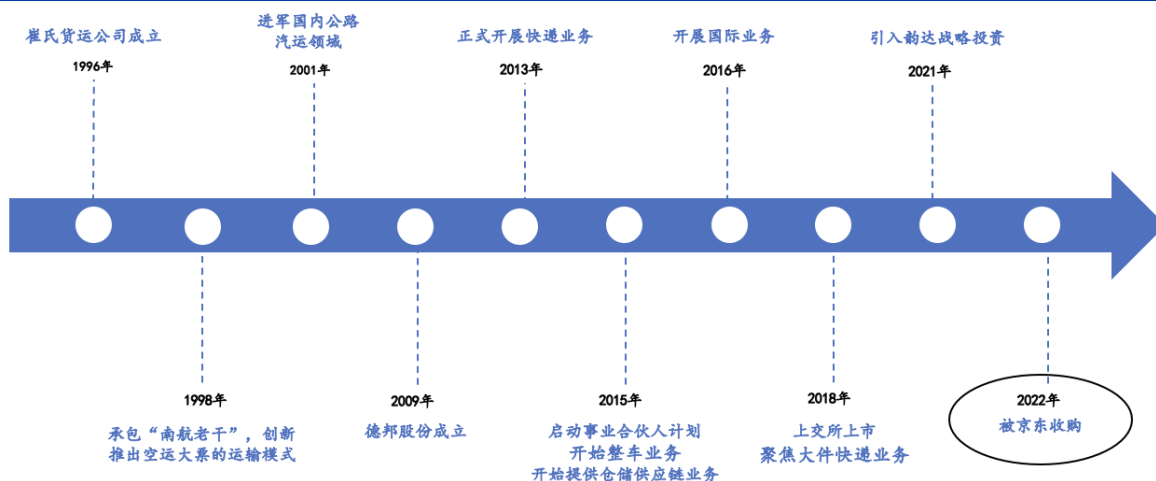 崔氏货运公司成立
1996年
进军国内公路
汽运领域
2001年
正式开展快递业务
2013年
开展国际业务
2016年
引入韵达战略投资
2021年
1998年
承包“南航老干”，创新
推出空运大票的运输模式
2009年
德邦股份成立
2015年
启动事业合伙人计划
开始整车业务
开始提供仓储供应链业务
2018年
上交所上市
聚焦大件快递业务
2022年
被京东收购